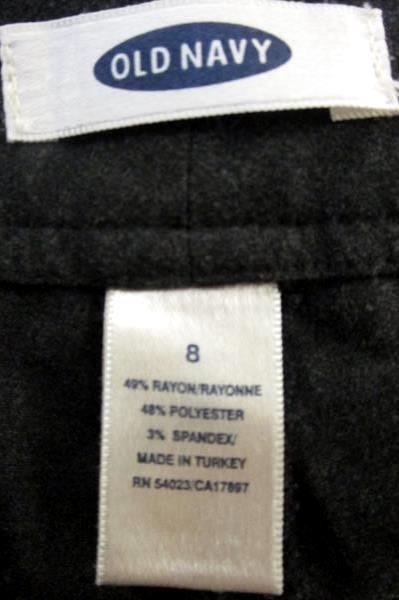 OLD NAVY
8
49% RAYON/RAYONNE
48% POLYESTER
3% SPANDEX/
MADE IN TURKEY
RN 54023/CA17897